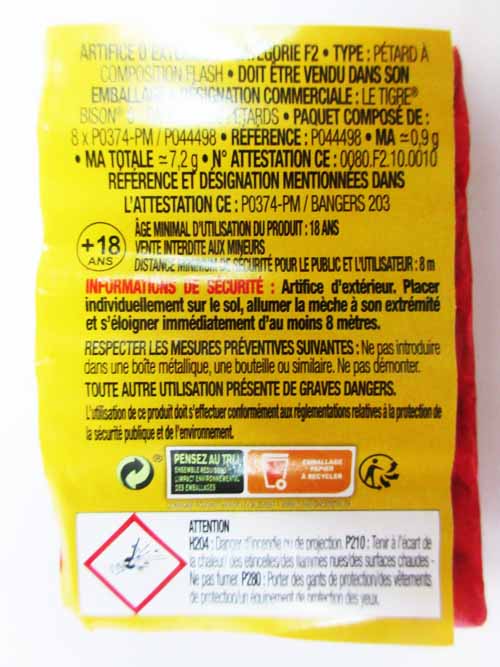 ARTIFICE D'EXT CATÉGORIE F2 • TYPE : PÉTARD À
COMPOSITION FLASH • DOIT ÊTRE VENDU DANS SON
EMBALLAGE DÉSIGNATION COMMERCIALE : LE TIGRE®
BISON® PÉTARDS • PAQUET COMPOSÉ DE :
8 x P0374-PM / P044498 • RÉFÉRENCE : P044498 • MA ≃0,9 g
• MA TOTALE ≃7,2 g • N° ATTESTATION CE : 0080.F2.10.0010
RÉFÉRENCE ET DÉSIGNATION MENTIONNÉES DANS
L'ATTESTATION CE : P0374-PM / BANGERS 203
+18
ANS
ÂGE MINIMAL D'UTILISATION DU PRODUIT : 18 ANS
VENTE INTERDITE AUX MINEURS
DISTANCE MINIMUM DE SÉCURITÉ POUR LE PUBLIC ET L'UTILISATEUR : 8 m
INFORMATIONS DE SÉCURITÉ : Artifice d'extérieur. Placer
individuellement sur le sol, allumer la mèche à son extrémité
et s'éloigner immédiatement d'au moins 8 mètres.
RESPECTER LES MESURES PRÉVENTIVES SUIVANTES : Ne pas introduire
dans une boîte métallique, une bouteille ou similaire. Ne pas démonter.
TOUTE AUTRE UTILISATION PRÉSENTE DE GRAVES DANGERS.
L'utilisation de ce produit doit s'effectuer conformément aux réglementations relatives à la protection de
la sécurité publique et de l'environnement.
®
PENSEZ AU TRI !
ENSEMBLE RÉDUISONS
L'IMPACT ENVIRONNEMENTAL
DES EMBALLAGES
EMBALLAGE
PAPIER
À RECYCLER
ATTENTION
H204 : Danger d'incendie ou de projection. P210 : Tenir à l'écart de
la chaleur/des étincelles/des flammes nues/des surfaces chaudes -
Ne pas fumer. P280 : Porter des gants de protection/des vêtements
de protection/un équipement de protection des yeux.